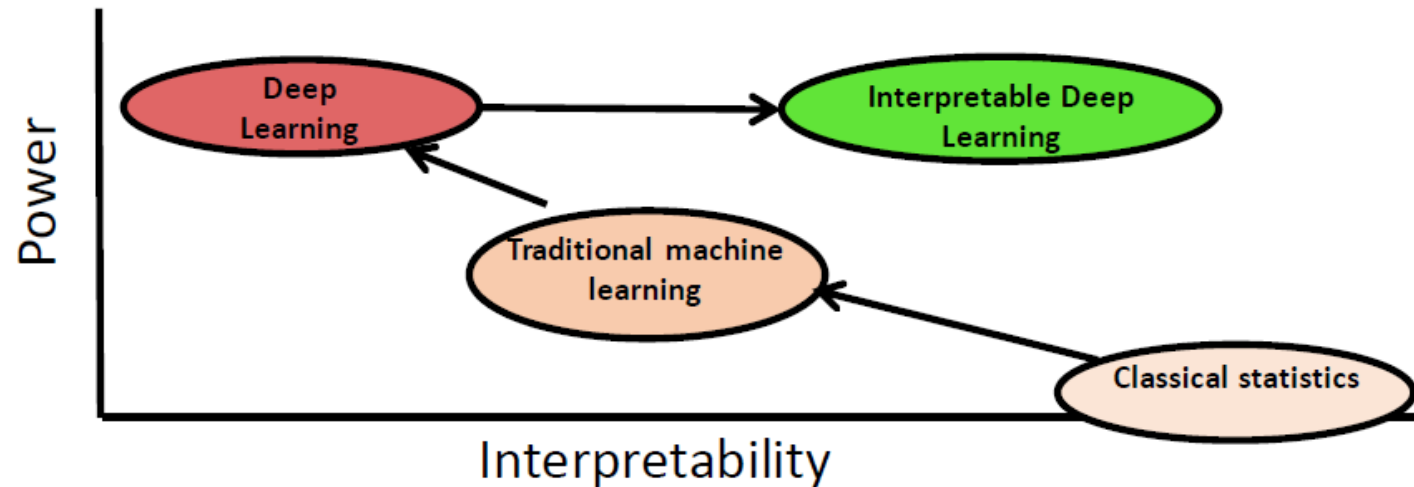 Deep
Learning
Interpretable Deep
Learning
Power
Traditional machine
learning
Classical statistics
Interpretability